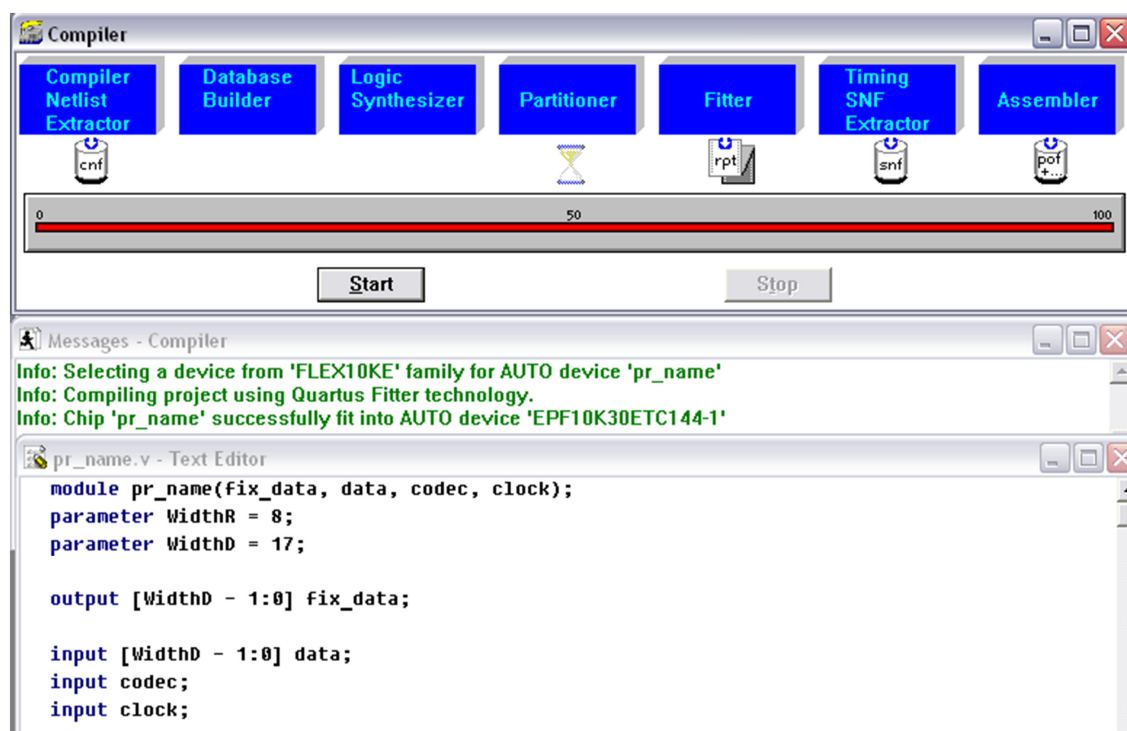 Compiler
Compiler Netlist Extractor
Database Builder
Logic Synthesizer
Partitioner
Fitter
Timing SNF Extractor
Assembler
cnf
rpt
snf
pof
+...
0 50 100
Start Stop
Messages - Compiler
Info: Selecting a device from 'FLEX10KE' family for AUTO device 'pr_name'
Info: Compiling project using Quartus Fitter technology.
Info: Chip 'pr_name' successfully fit into AUTO device 'EPF10K30ETC144-1'
pr_name.v - Text Editor
module pr_name(fix_data, data, codec, clock);
parameter WidthR = 8;
parameter WidthD = 17;
output [WidthD - 1:0] fix_data;
input [WidthD - 1:0] data;
input codec;
input clock;